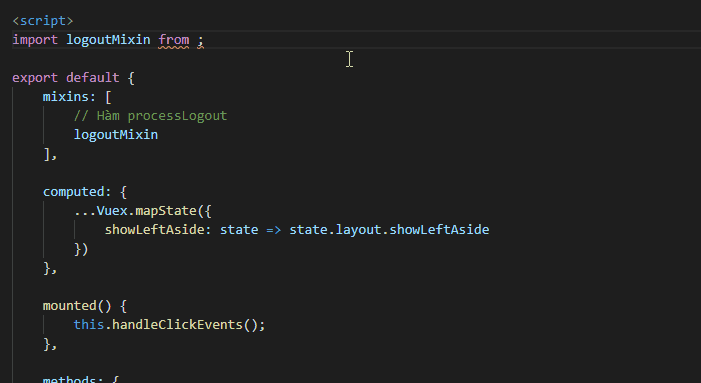 <script>
import logoutMixin from ;
export default {
mixins: [
// Hàm processLogout
logoutMixin
],
computed: {
...Vuex.mapState({
showLeftAside: state => state.layout.showLeftAside
})
},
mounted() {
this.handleClickEvents();
},
methods: {